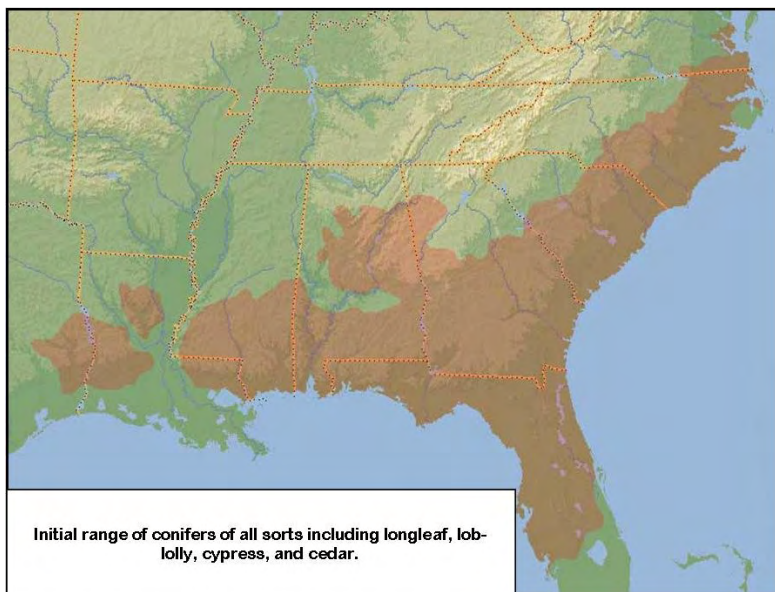 Initial range of conifers of all sorts including longleaf, lob-
lolly, cypress, and cedar.